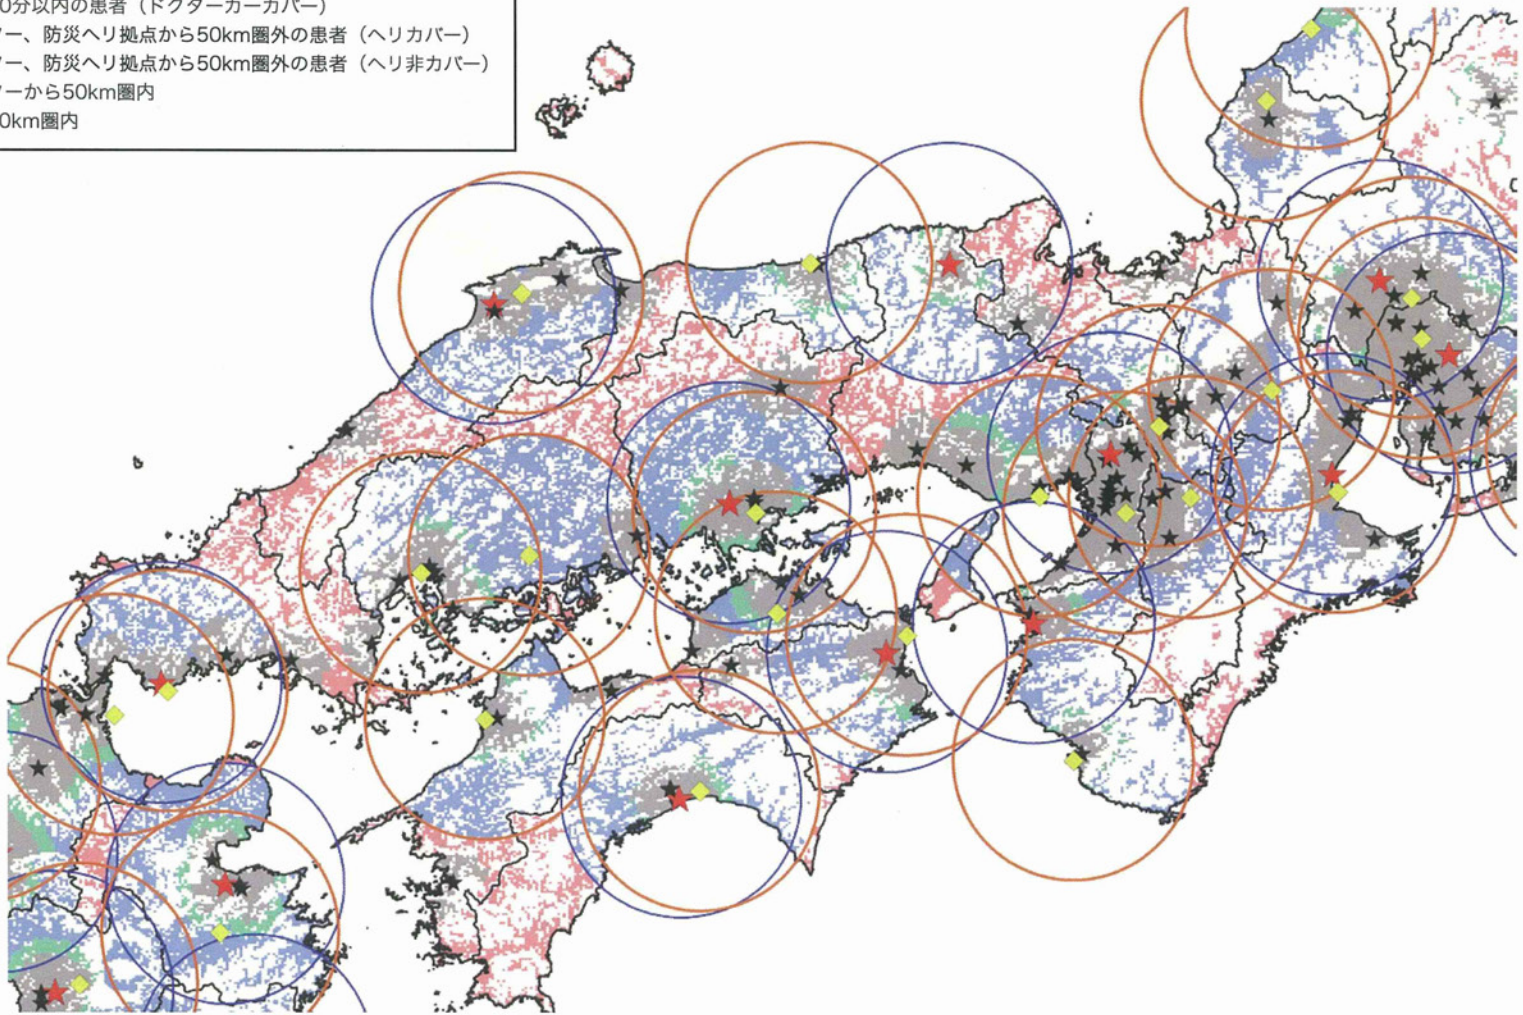 0分以内の患者（ドクターカーカバー）
ー、防災ヘリ拠点から50km圏外の患者（ヘリカバー）
ー、防災ヘリ拠点から50km圏外の患者（ヘリ非カバー）
ーから50km圏内
0km圏内